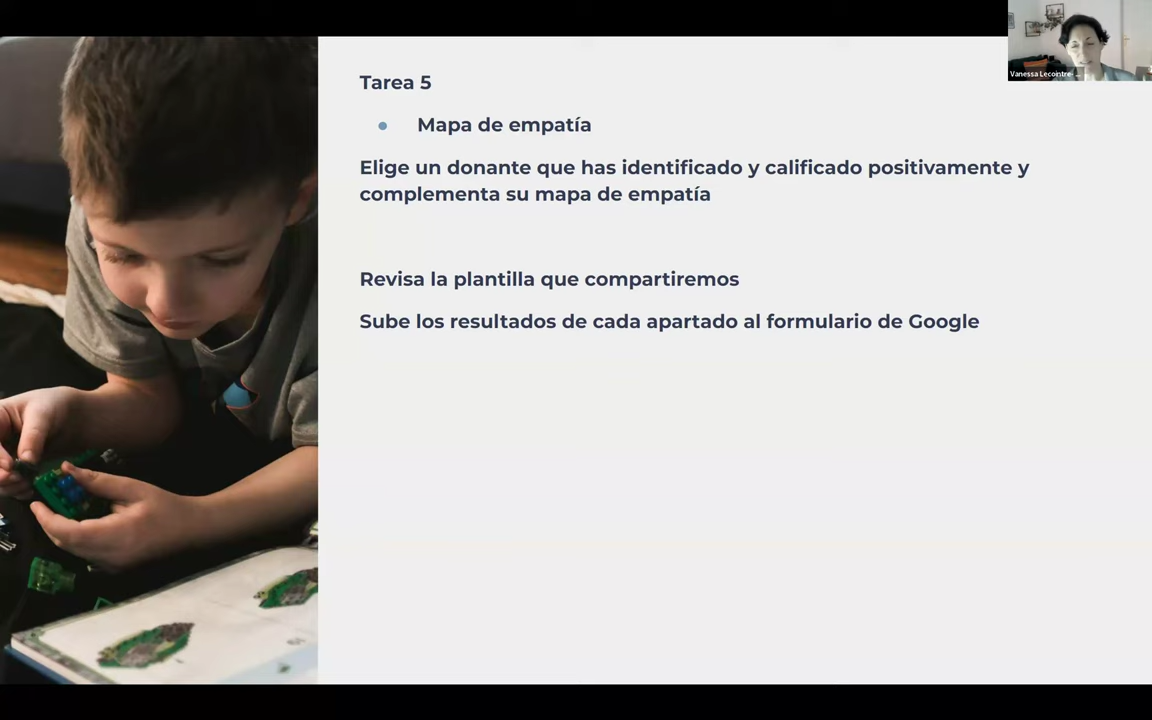 Tarea 5
Mapa de empatía
Elige un donante que has identificado y calificado positivamente y
complementa su mapa de empatía
Revisa la plantilla que compartiremos
Sube los resultados de cada apartado al formulario de Google
Vanessa Lecointre-...